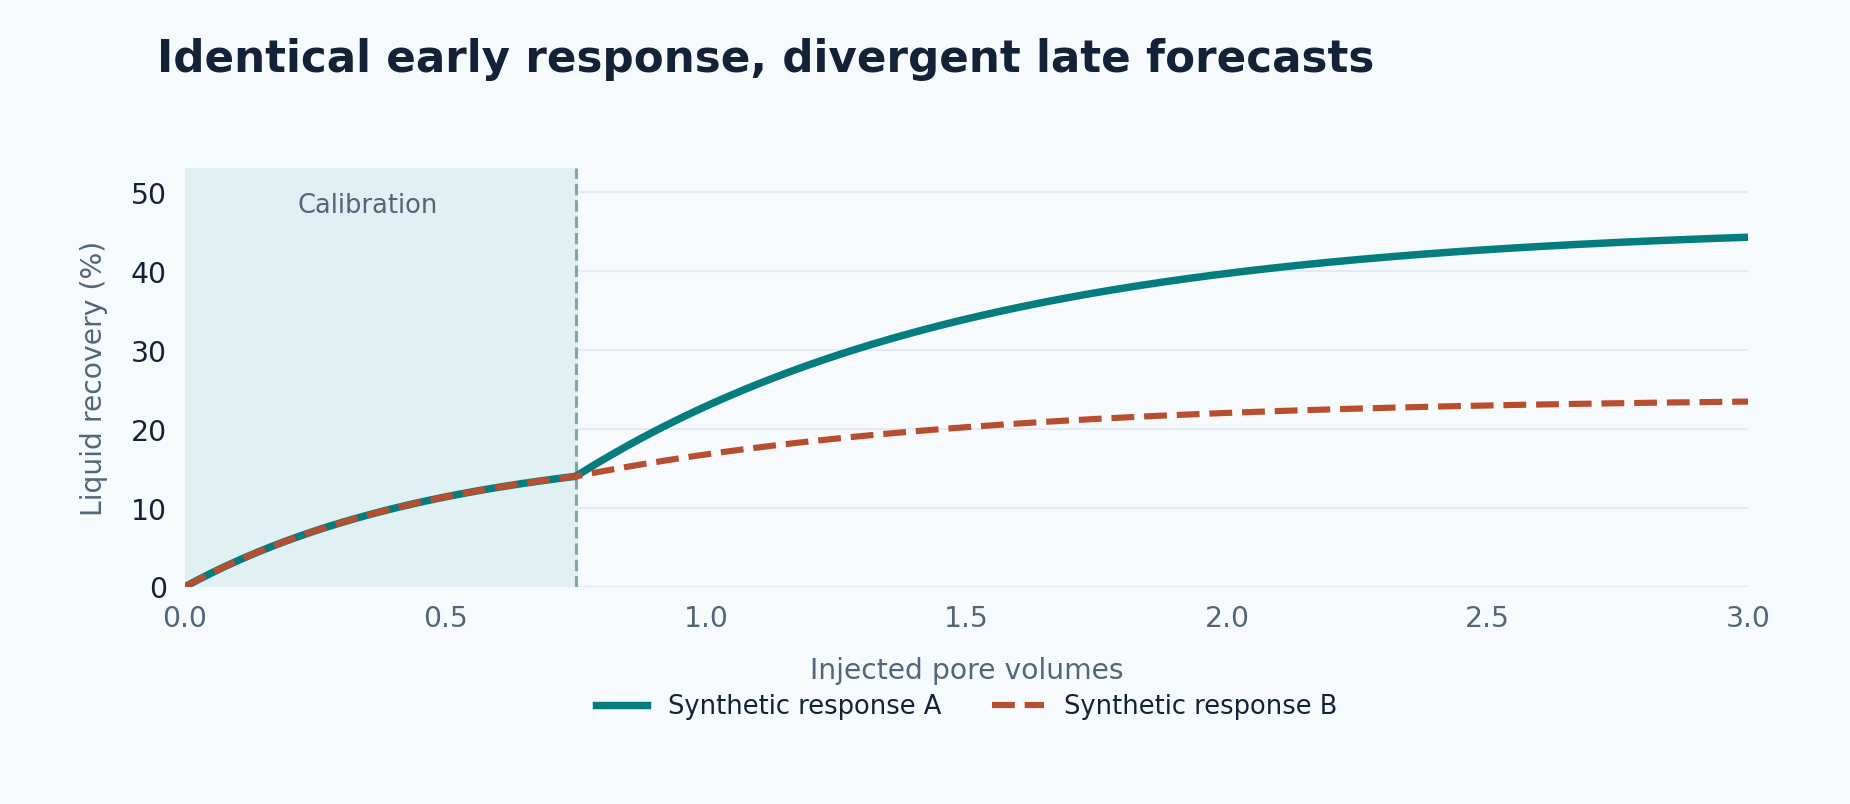 Identical early response, divergent late forecasts
Calibration
Liquid recovery (%)
50
40
30
20
10
0
0.0 0.5 1.0 1.5 2.0 2.5 3.0
Injected pore volumes
Synthetic response A Synthetic response B